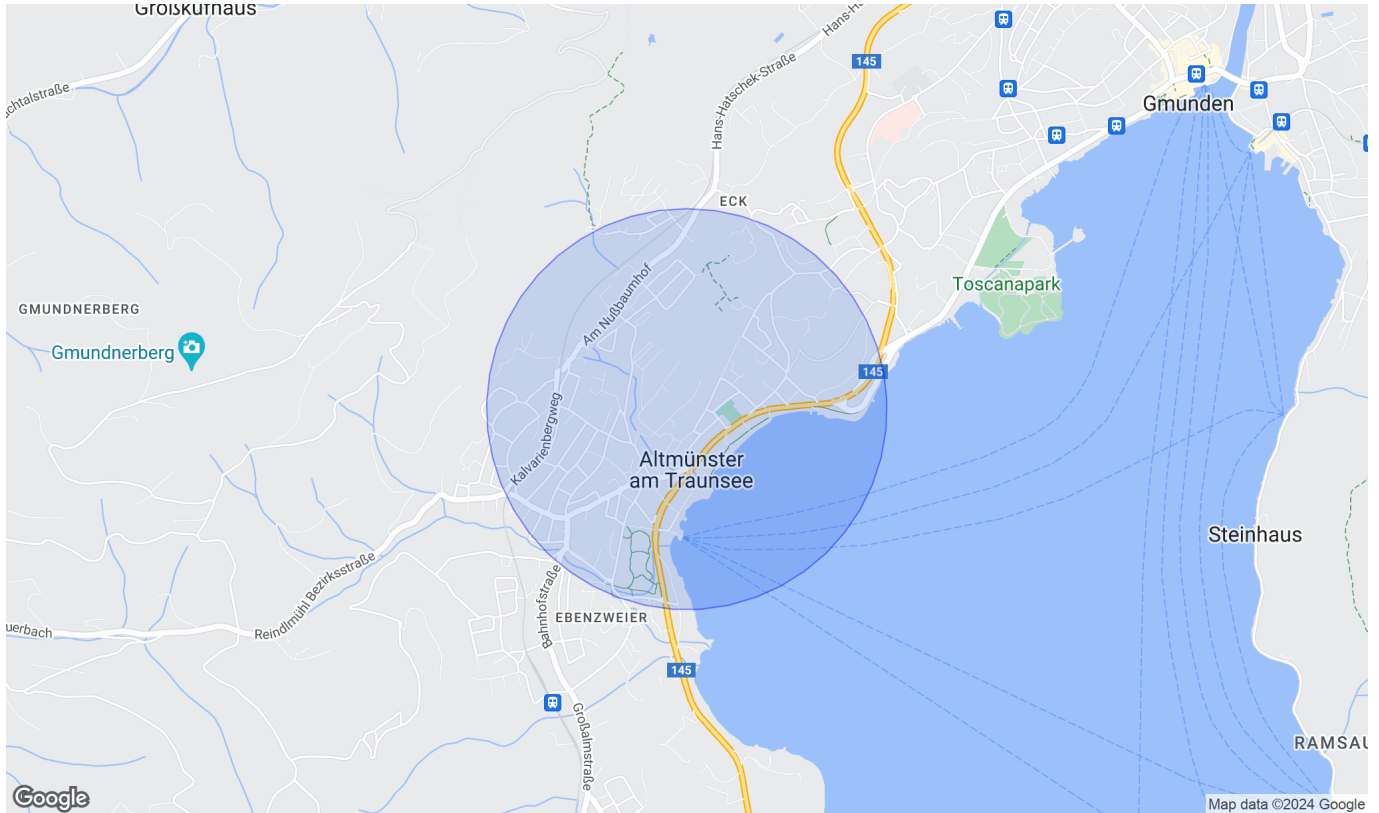 Großkufhaus
Hans-H
145
chtalstraße
Hans-Hatschek-Straße
Gmunden
ECK
Toscanapark
GMUNDNERBERG
Am Nußbaumhof
Gmundnerberg
145
Kalvarienbergweg
Altmünster
am Traunsee
Steinhaus
Reindlmühl Bezirksstraße
Bahnhofstraße
EBENZWEIER
uerbach
145
Großalmstraße
RAMSAU
Google
Map data ©2024 Google